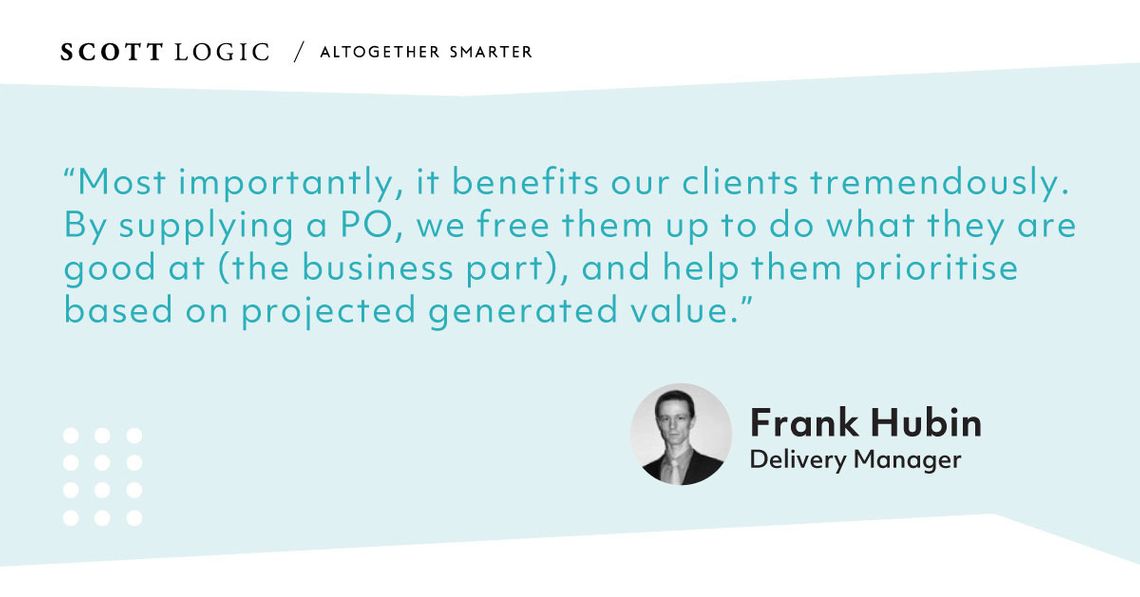 SCOTT LOGIC / ALTOGETHER SMARTER
“Most importantly, it benefits our clients tremendously.
By supplying a PO, we free them up to do what they are
good at (the business part), and help them prioritise
based on projected generated value.”
Frank Hubin
Delivery Manager